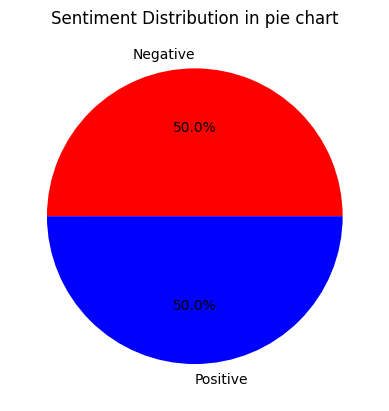 Sentiment Distribution in pie chart
Negative
50.0%
50.0%
Positive